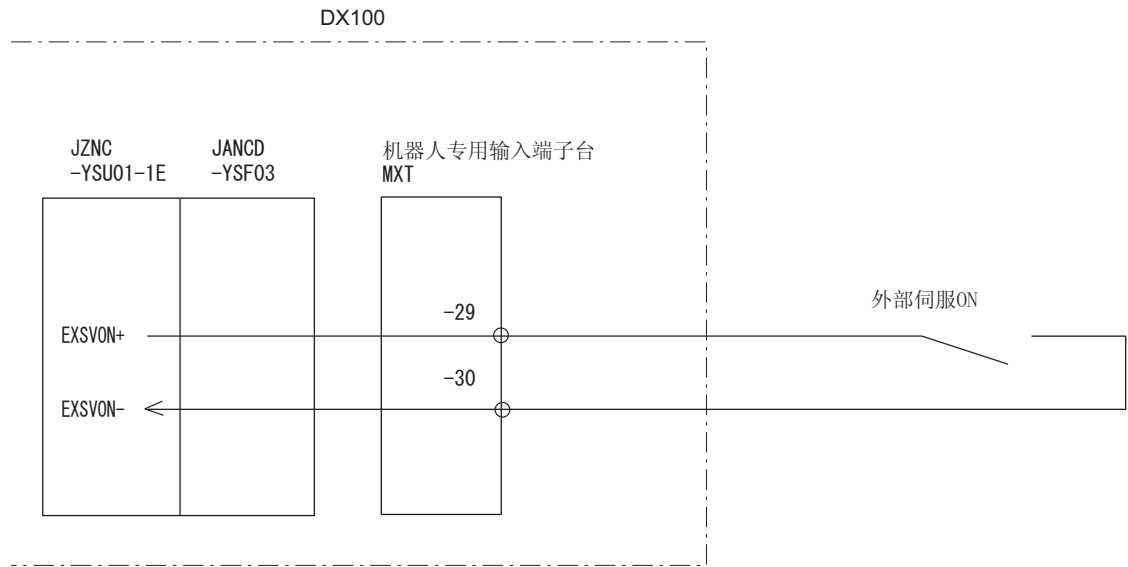 DX100
JZNC
-YSU01-1E
JANCD
-YSF03
机器人专用输入端子台
MXT
-29
外部伺服ON
EXSVON+
-30
EXSVON-